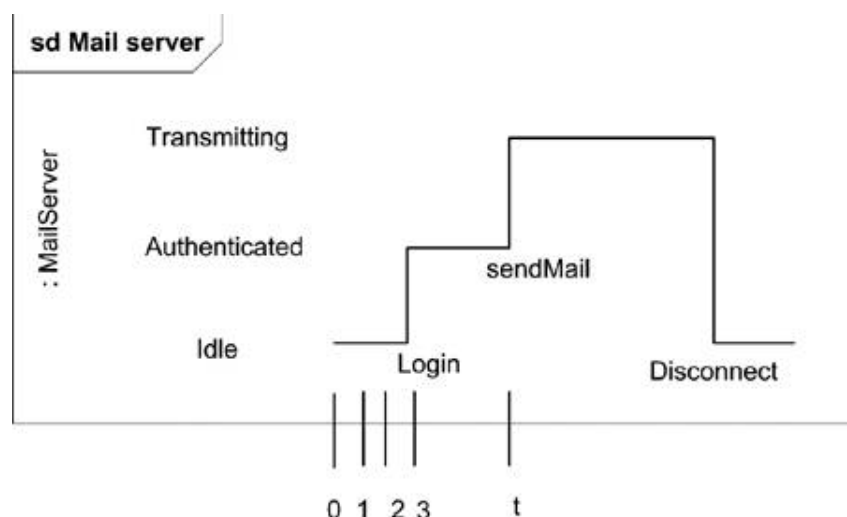 sd Mail server
: MailServer
Transmitting
Authenticated
sendMail
Idle
Login
Disconnect
0 1 2 3 t